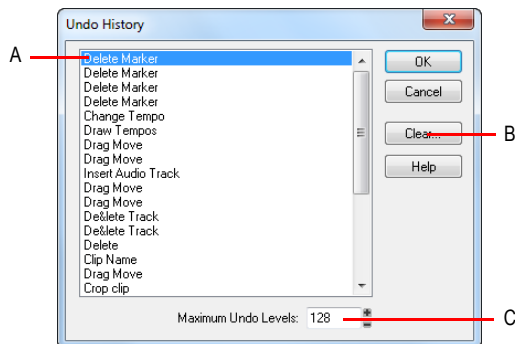 Undo History
A
Delete Marker
Delete Marker
Delete Marker
Delete Marker
Change Tempo
Draw Tempos
Drag Move
Drag Move
Insert Audio Track
Drag Move
Drag Move
De&lete Track
De&lete Track
Delete
Clip Name
Drag Move
Crop clip
OK
Cancel
Clear...
B
Help
Maximum Undo Levels: 128
C